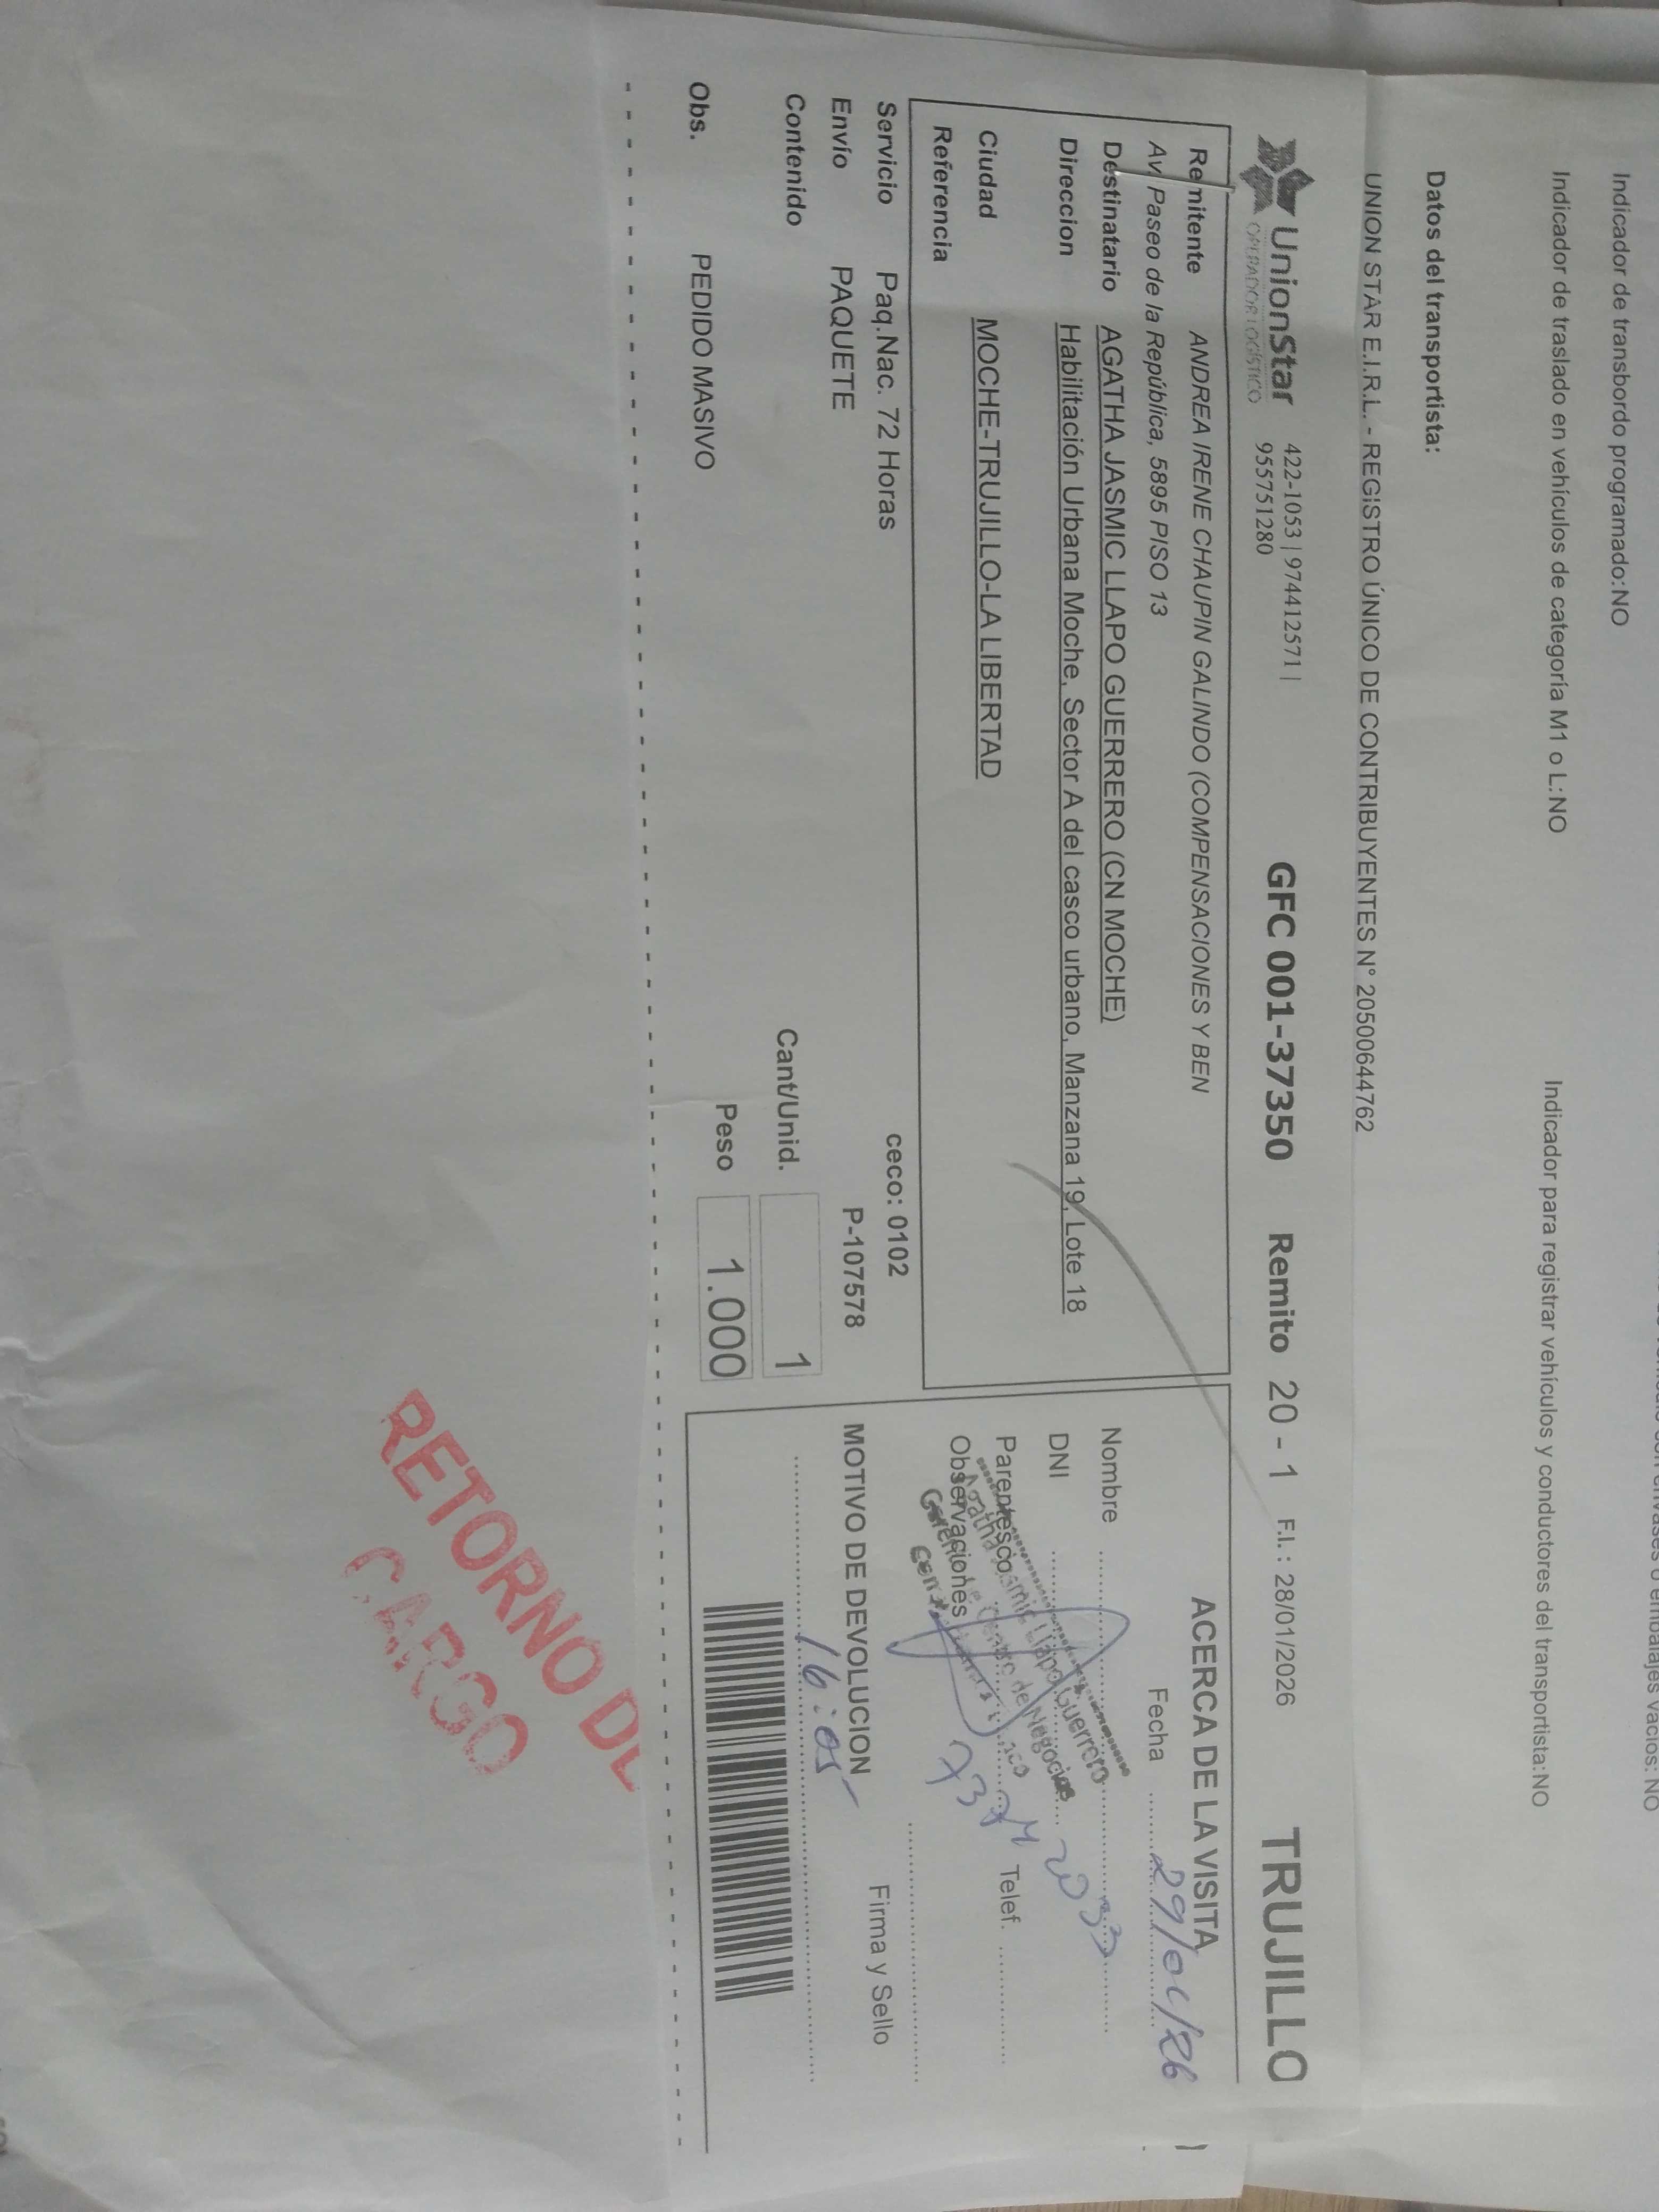 Indicador de transbordo programado:NO
Indicador de traslado en vehículos de categoría M1 o L:NO
Indicador para registrar vehículos y conductores del transportista:NO
Datos del transportista:
UNION STAR E.I.R.L. - REGISTRO ÚNICO DE CONTRIBUYENTES N° 20500644762
UnionStar
OPERADOR LOGÍSTICO
422-1053 | 974412571 |
955751280
GFC 001-37350 Remito 20 - 1 F.I. : 28/01/2026 TRUJILLO
Remitente ANDREA IRENE CHAUPIN GALINDO (COMPENSACIONES Y BEN
Av Paseo de la República, 5895 PISO 13
Destinatario AGATHA JASMIC LLAPO GUERRERO (CN MOCHE)
Direccion Habilitación Urbana Moche, Sector A del casco urbano, Manzana 19, Lote 18
Ciudad MOCHE-TRUJILLO-LA LIBERTAD
Referencia
Servicio Paq.Nac. 72 Horas ceco: 0102
Envío PAQUETE P-107578
Contenido Cant/Unid. 1
Obs. PEDIDO MASIVO Peso 1.000
ACERCA DE LA VISITA
Fecha 29/01/26
Nombre
DNI
Parentesco Telef.
Observaciones
Agatha Jasmic Llapo Guerrero
Gerente de Centro de Negocios
MOTIVO DE DEVOLUCION Firma y Sello
16:05
RETORNO DE
CARGO